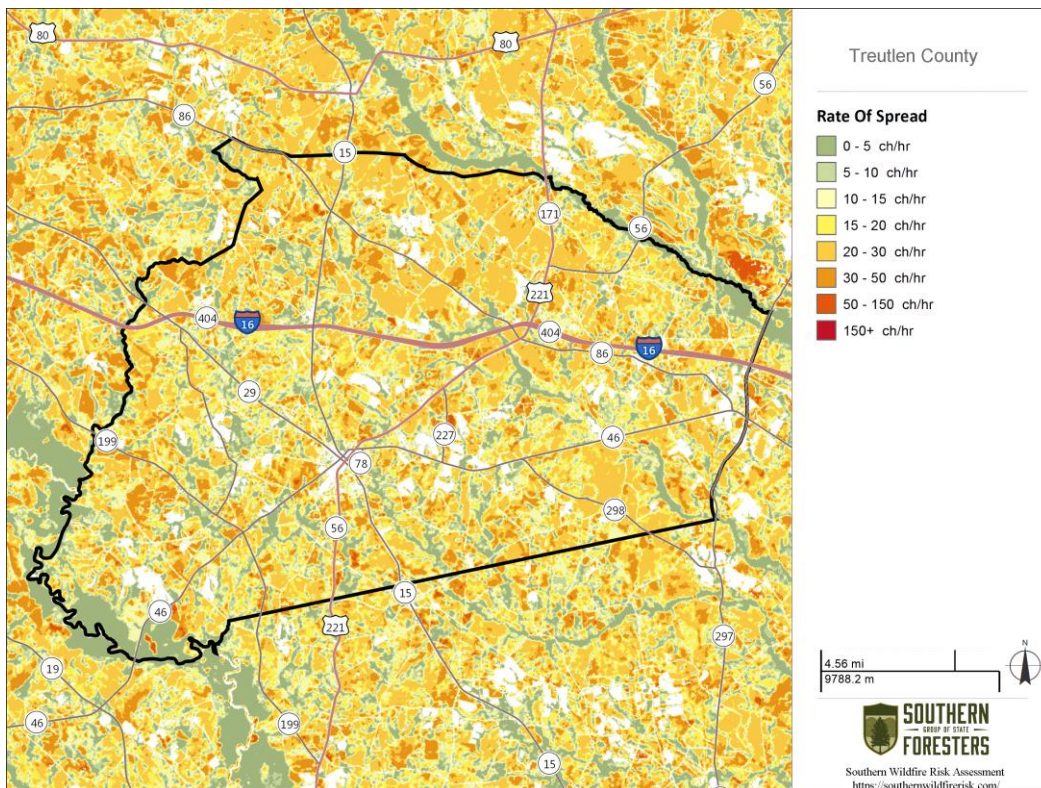 80
80
56
86
15
171
56
221
404
16
404
86
16
29
199
227
46
78
298
56
15
46
221
297
19
46
199
15
Treutlen County
Rate Of Spread
0 - 5 ch/hr
5 - 10 ch/hr
10 - 15 ch/hr
15 - 20 ch/hr
20 - 30 ch/hr
30 - 50 ch/hr
50 - 150 ch/hr
150+ ch/hr
4.56 mi
9788.2 m
N
SOUTHERN
GROUP OF STATE
FORESTERS
Southern Wildfire Risk Assessment
https://southernwildfirerisk.com/